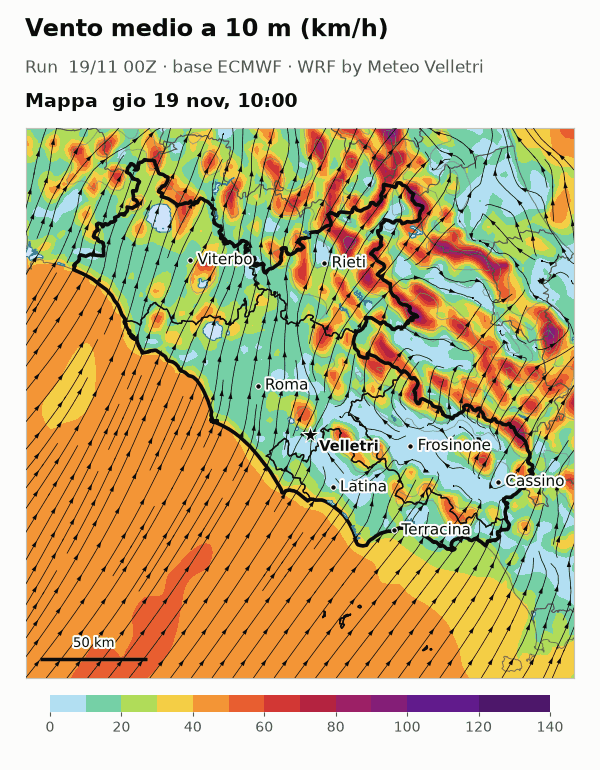 Vento medio a 10 m (km/h)
Run 19/11 00Z · base ECMWF · WRF by Meteo Velletri
Mappa gio 19 nov, 10:00
Viterbo
Rieti
Roma
Velletri
Frosinone
Latina
Cassino
Terracina
50 km
0 20 40 60 80 100 120 140